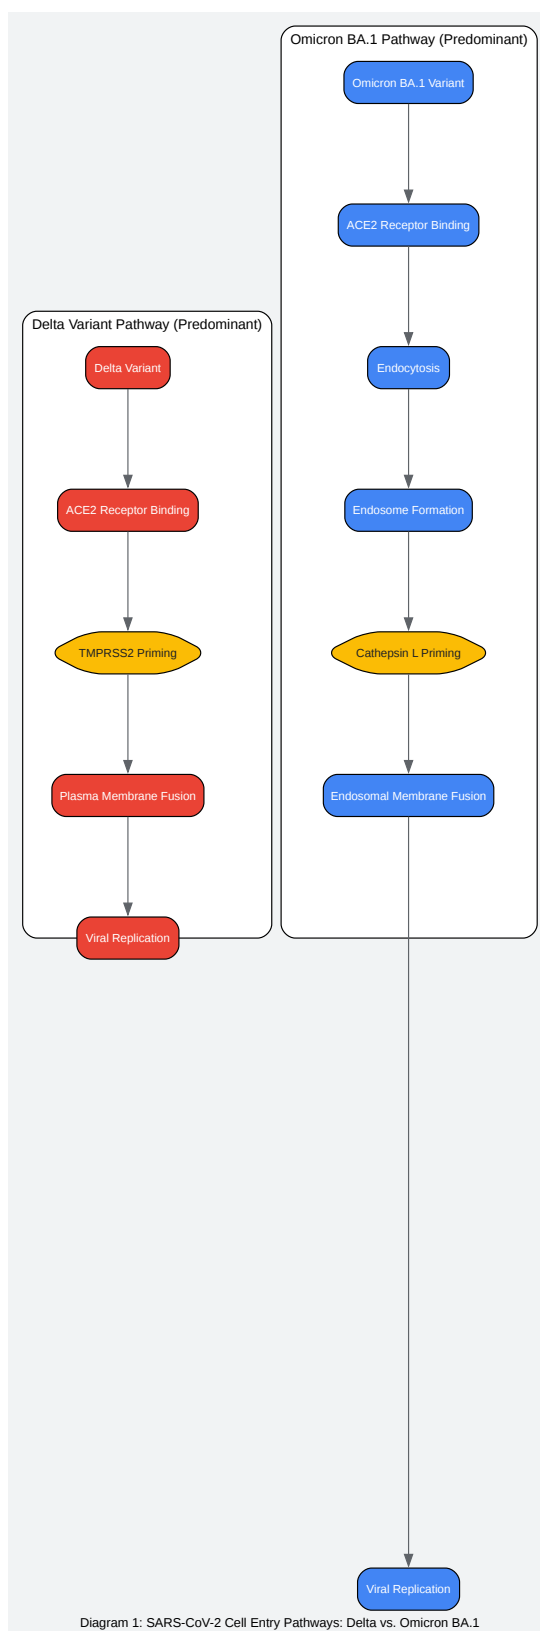 Omicron BA.1 Pathway (Predominant)
Omicron BA.1 Variant
ACE2 Receptor Binding
Endocytosis
Endosome Formation
Cathepsin L Priming
Endosomal Membrane Fusion
Viral Replication
Delta Variant Pathway (Predominant)
Delta Variant
ACE2 Receptor Binding
TMPRSS2 Priming
Plasma Membrane Fusion
Viral Replication
Diagram 1: SARS-CoV-2 Cell Entry Pathways: Delta vs. Omicron BA.1